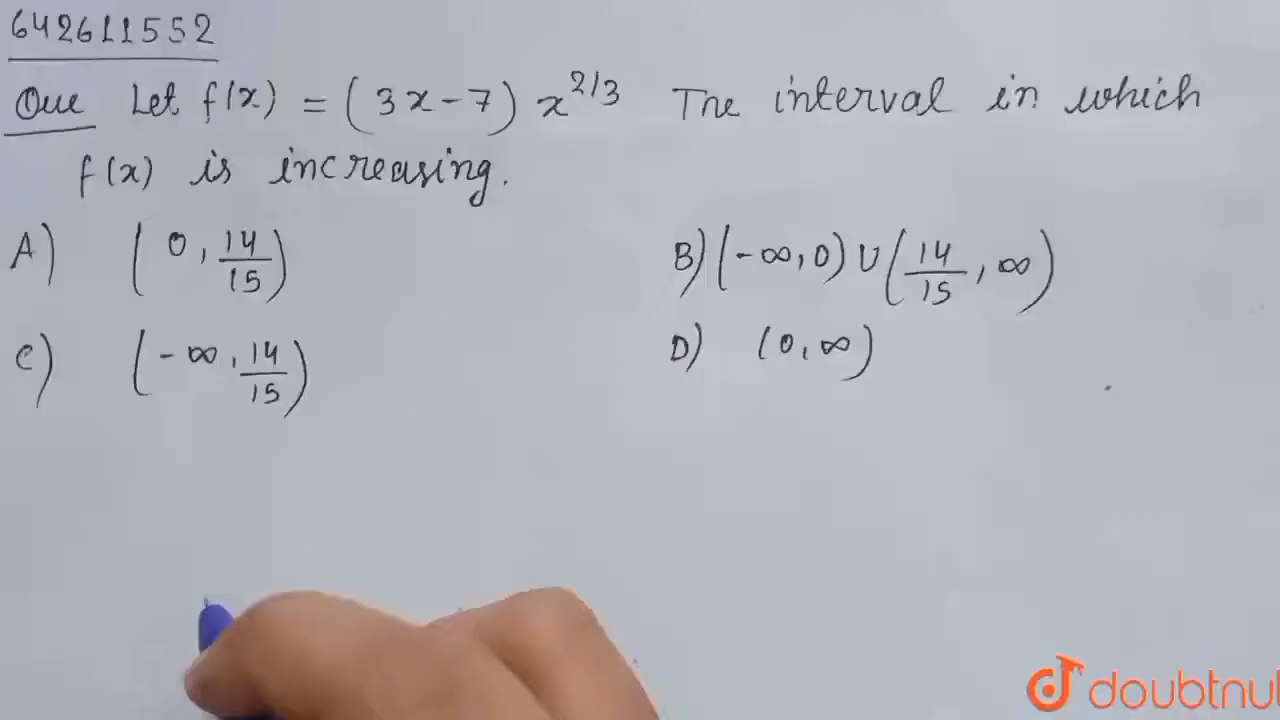 642611552
Que Let f(x) = (3x-7) x^{2/3} The interval in which
f(x) is increasing.
A) (0, 14/15) B) (-∞, 0) ∪ (14/15, ∞)
C) (-∞, 14/15) D) (0, ∞)
doubtnut